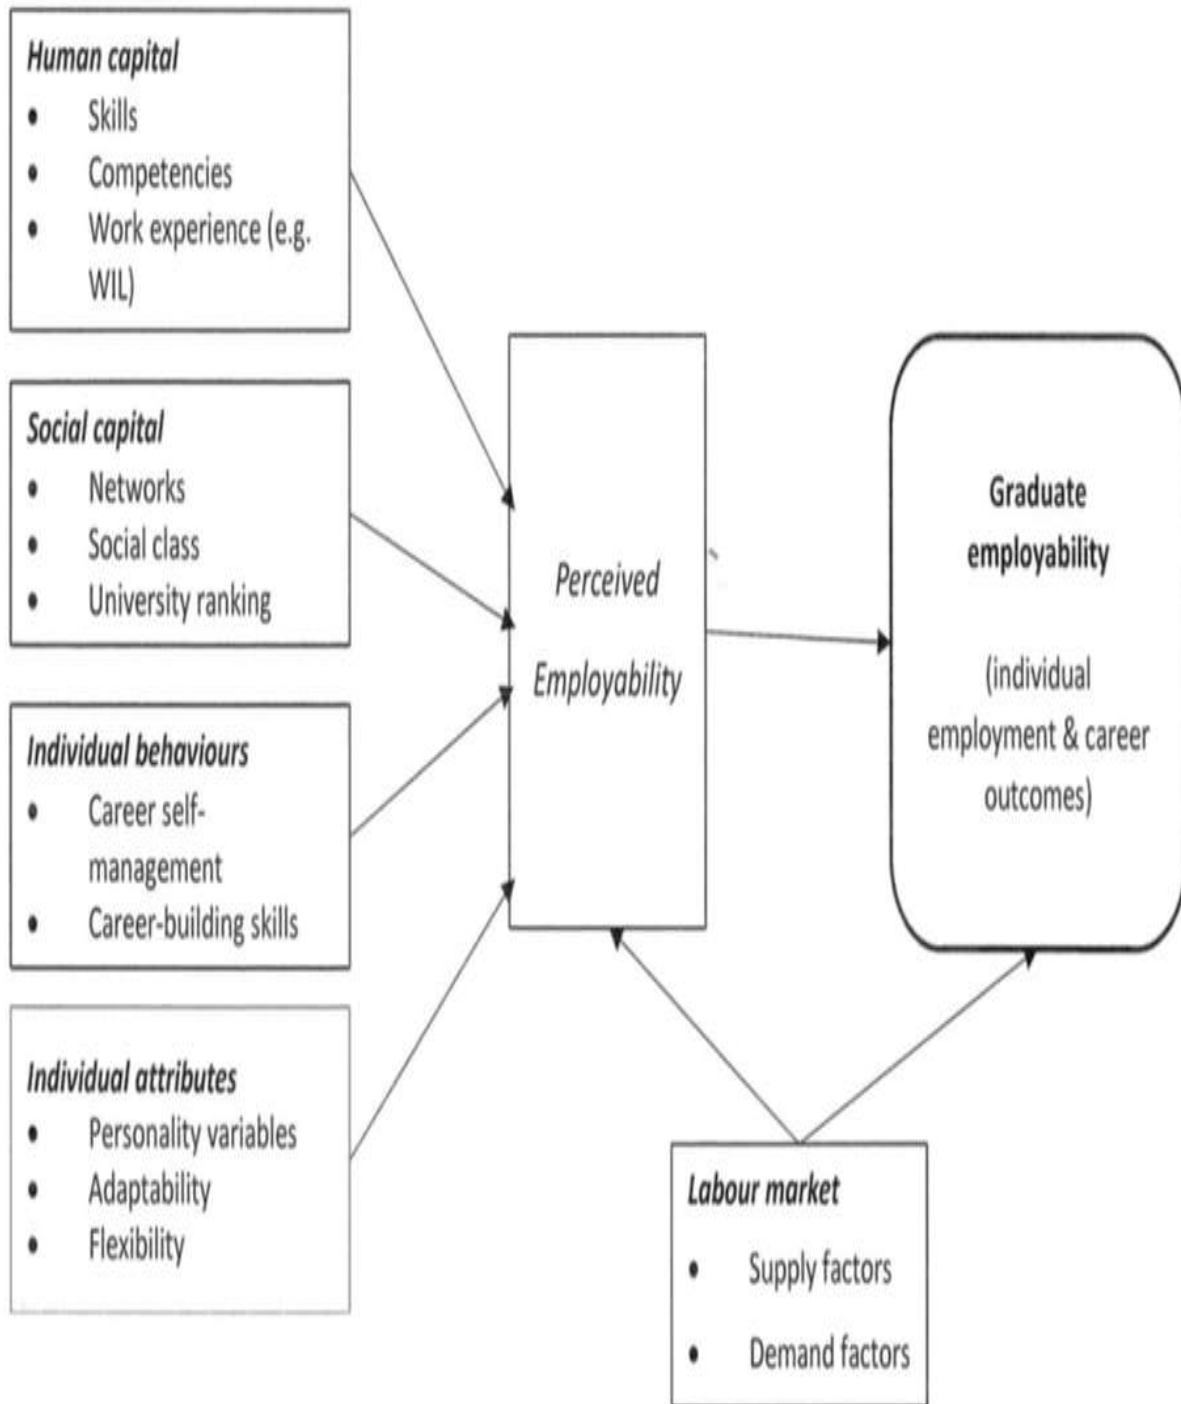 Human capital
• Skills
• Competencies
• Work experience (e.g.
WIL)
Social capital
• Networks
• Social class
• University ranking
Individual behaviours
• Career self-
management
• Career-building skills
Individual attributes
• Personality variables
• Adaptability
• Flexibility
Perceived
Employability
Graduate
employability
(individual
employment & career
outcomes)
Labour market
• Supply factors
• Demand factors